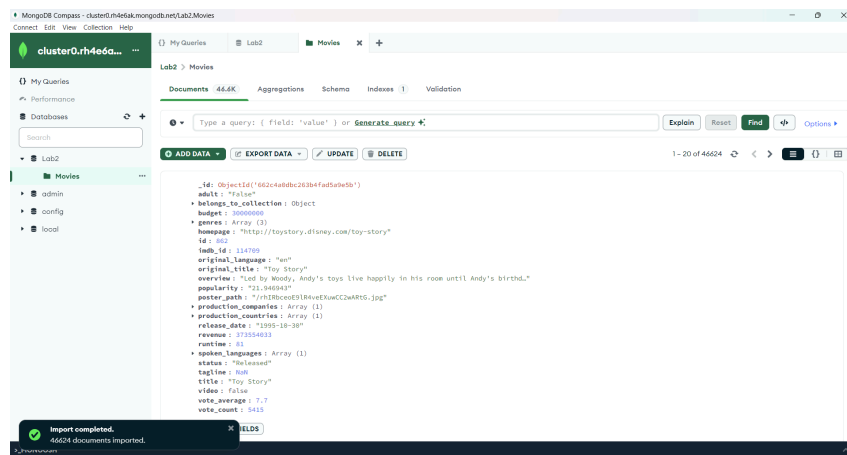 MongoDB Compass - cluster0.rh4e6ak.mongodb.net/Lab2.Movies
Connect Edit View Collection Help
cluster0.rh4e6a... ...
{} My Queries
Performance
Databases
Search
Lab2
Movies ...
admin
config
local
{} My Queries
Lab2
Movies
Lab2 > Movies
Documents 46.6K
Aggregations
Schema
Indexes 1
Validation
Type a query: { field: 'value' } or Generate query
Explain
Reset
Find
</>
Options
ADD DATA
EXPORT DATA
UPDATE
DELETE
1 – 20 of 46624
{}
_id: ObjectId('662c4a8dbc263b4fad5a9e5b')
adult : "False"
belongs_to_collection : Object
budget : 30000000
genres : Array (3)
homepage : "http://toystory.disney.com/toy-story"
id : 862
imdb_id : 114709
original_language : "en"
original_title : "Toy Story"
overview : "Led by Woody, Andy's toys live happily in his room until Andy's birthd…"
popularity : "21.946943"
poster_path : "/rhIRbceoE9lR4veEXuwCC2wARtG.jpg"
production_companies : Array (1)
production_countries : Array (1)
release_date : "1995-10-30"
revenue : 373554033
runtime : 81
spoken_languages : Array (1)
status : "Released"
tagline : NaN
title : "Toy Story"
video : false
vote_average : 7.7
vote_count : 5415
IELDS
Import completed.
46624 documents imported.
>_MONGOSH